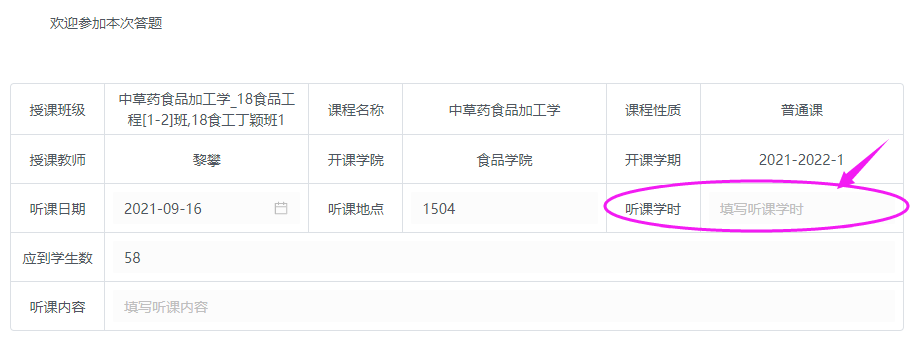 欢迎参加本次答题
授课班级 中草药食品加工学_18食品工程[1-2]班,18食工丁颖班1 课程名称 中草药食品加工学 课程性质 普通课
授课教师 黎攀 开课学院 食品学院 开课学期 2021-2022-1
听课日期 2021-09-16 听课地点 1504 听课学时 填写听课学时
应到学生数 58
听课内容 填写听课内容